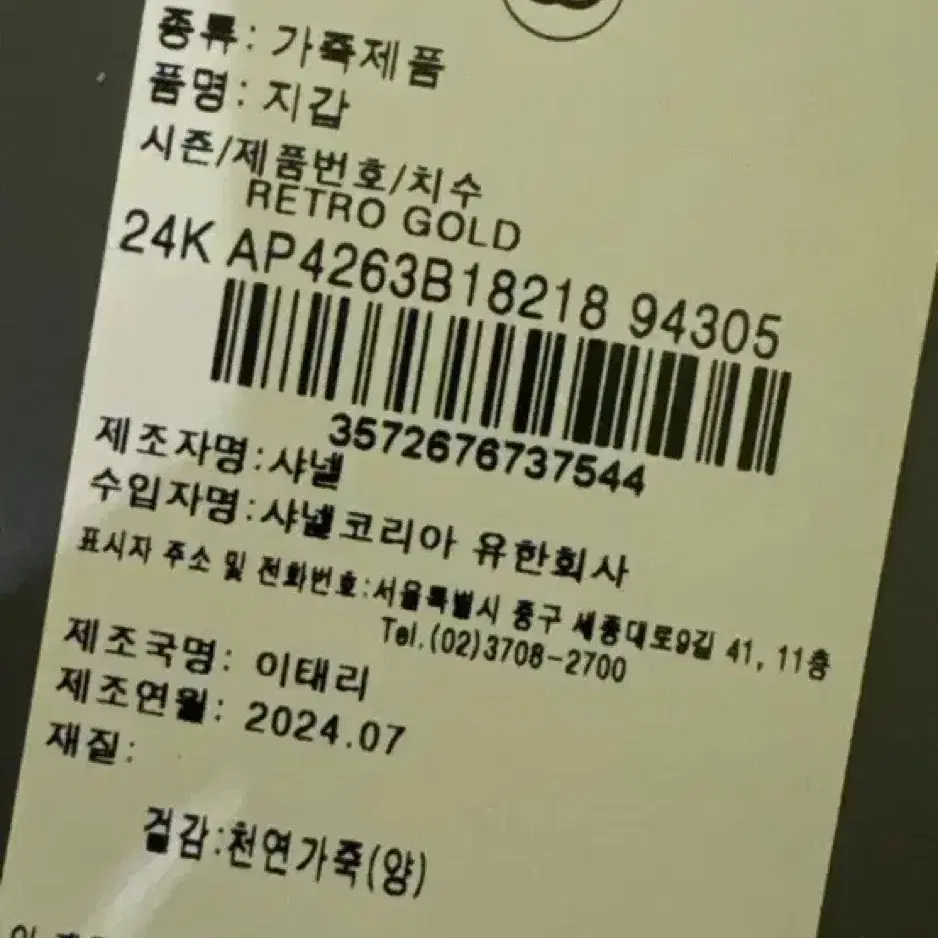 종류: 가죽제품
품명: 지갑
시즌/제품번호/치수
RETRO GOLD
24K AP4263B18218 94305
3572676737544
제조자명:샤넬
수입자명:샤넬코리아 유한회사
표시자 주소 및 전화번호:서울특별시 중구 세종대로9길 41, 11층
Tel.(02)3708-2700
제조국명: 이태리
제조연월: 2024.07
재질:
겉감:천연가죽(양)